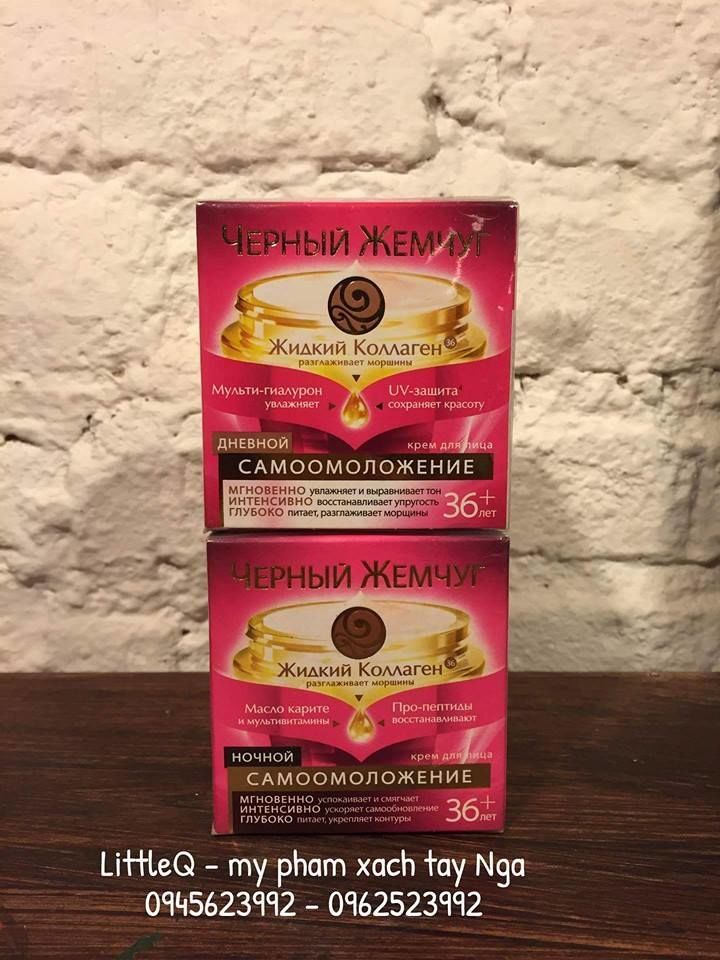 ЧЕРНЫЙ ЖЕМЧУГ
Жидкий Коллаген 36
разглаживает морщины
Мульти-гиалурон
увлажняет
UV-защита
сохраняет красоту
ДНЕВНОЙ
крем для лица
САМООМОЛОЖЕНИЕ
МГНОВЕННО увлажняет и выравнивает тон
ИНТЕНСИВНО восстанавливает упругость
ГЛУБОКО питает, разглаживает морщины
36+
лет
ЧЕРНЫЙ ЖЕМЧУГ
Жидкий Коллаген 36
разглаживает морщины
Масло карите
и мультивитамины
Про-пептиды
восстанавливают
НОЧНОЙ
крем для лица
САМООМОЛОЖЕНИЕ
МГНОВЕННО успокаивает и смягчает
ИНТЕНСИВНО ускоряет самообновление
ГЛУБОКО питает, укрепляет контуры
36+
лет
LittleQ - my pham xach tay Nga
0945623992 - 0962523992